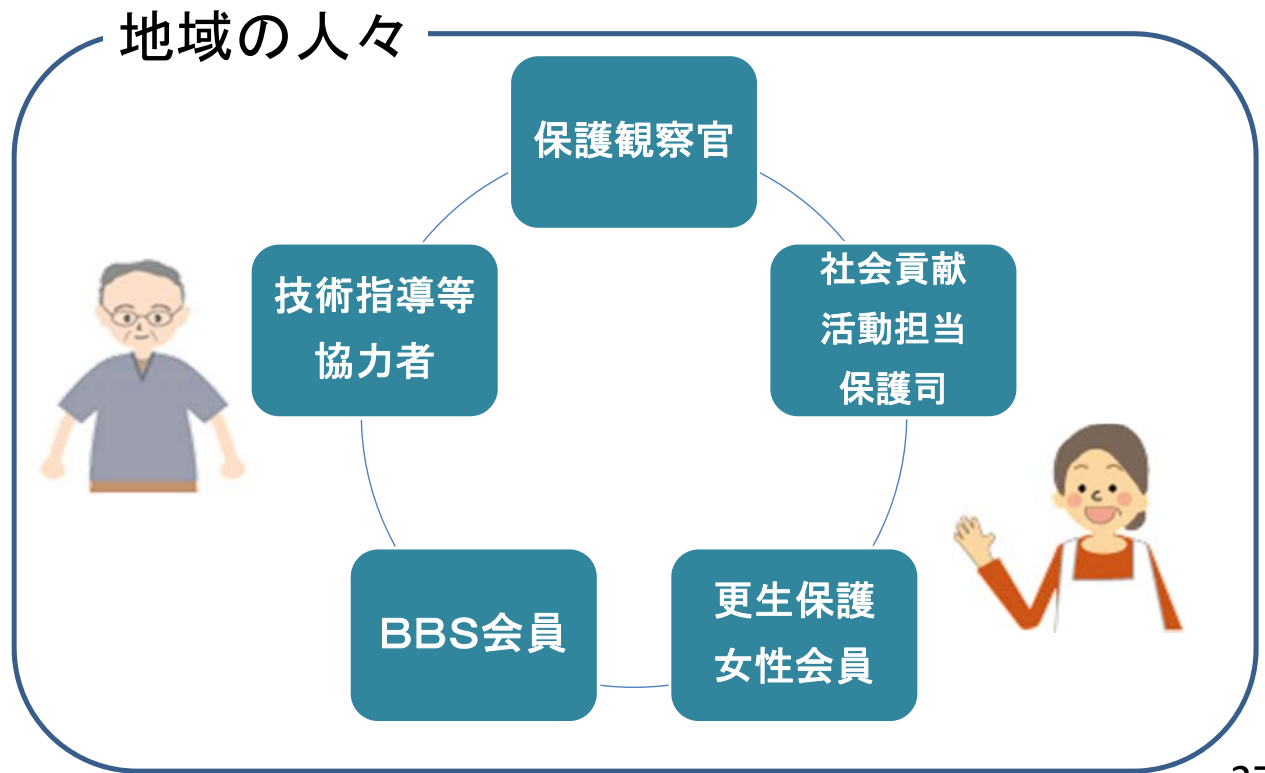 地域の人々
保護観察官
社会貢献
活動担当
保護司
技術指導等
協力者
BBS会員
更生保護
女性会員